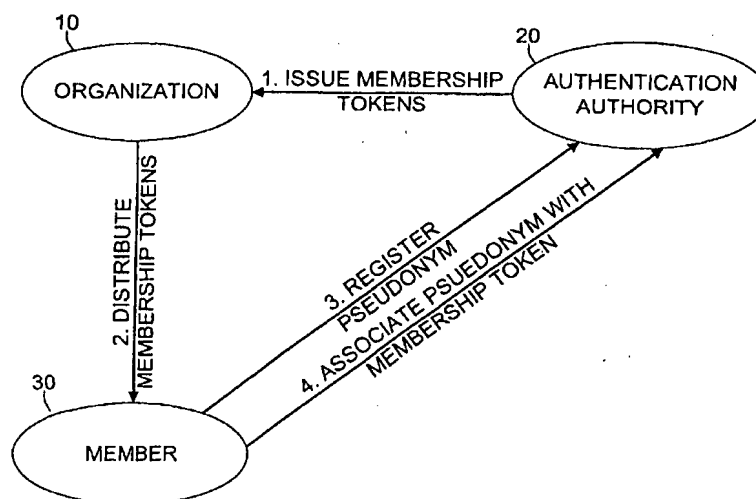 10
20
ORGANIZATION
1. ISSUE MEMBERSHIP
TOKENS
AUTHENTICATION
AUTHORITY
2. DISTRIBUTE
MEMBERSHIP TOKENS
3. REGISTER
PSEUDONYM
4. ASSOCIATE PSUEDONYM WITH
MEMBERSHIP TOKEN
30
MEMBER